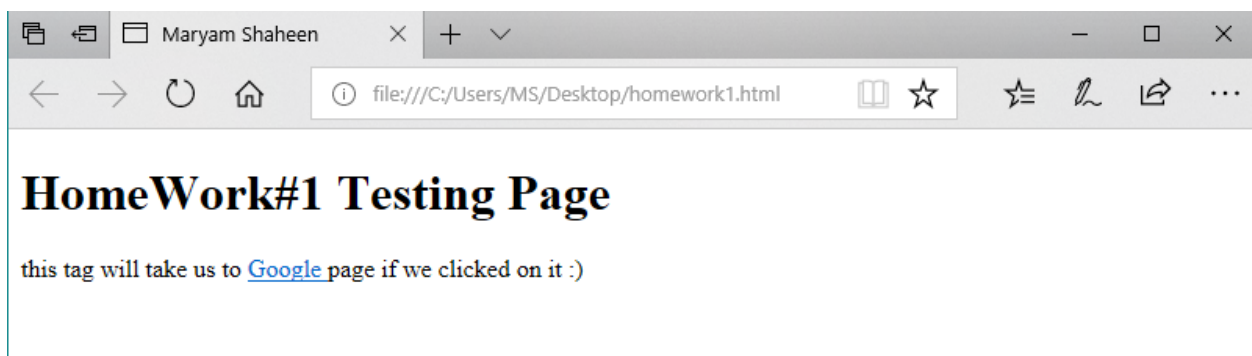 Maryam Shaheen
file:///C:/Users/MS/Desktop/homework1.html
HomeWork#1 Testing Page
this tag will take us to Google page if we clicked on it :)